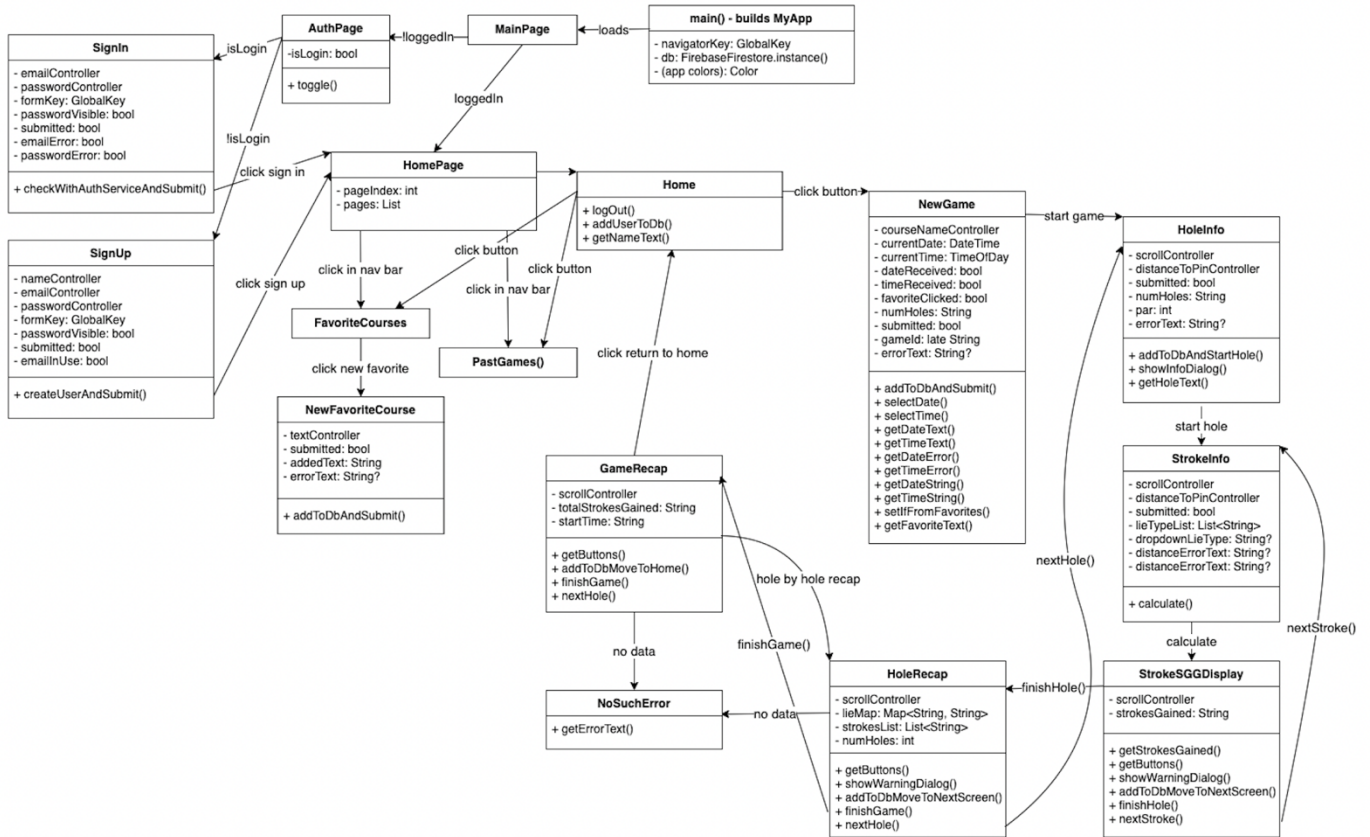 main() - builds MyApp
- navigatorKey: GlobalKey
- db: FirebaseFirestore.instance()
- (app colors): Color
loads
MainPage
!loggedIn
loggedIn
AuthPage
-isLogin: bool
+ toggle()
isLogin
!isLogin
SignIn
- emailController
- passwordController
- formKey: GlobalKey
- passwordVisible: bool
- submitted: bool
- emailError: bool
- passwordError: bool
+ checkWithAuthServiceAndSubmit()
click sign in
SignUp
- nameController
- emailController
- passwordController
- formKey: GlobalKey
- passwordVisible: bool
- submitted: bool
- emailInUse: bool
+ createUserAndSubmit()
click sign up
HomePage
- pageIndex: int
- pages: List
click in nav bar
click in nav bar
Home
+ logOut()
+ addUserToDb()
+ getNameText()
click button
click button
click button
FavoriteCourses
click new favorite
PastGames()
NewFavoriteCourse
- textController
- submitted: bool
- addedText: String
- errorText: String?
+ addToDbAndSubmit()
NewGame
- courseNameController
- currentDate: DateTime
- currentTime: TimeOfDay
- dateReceived: bool
- timeReceived: bool
- favoriteClicked: bool
- numHoles: String
- submitted: bool
- gameId: late String
- errorText: String?
+ addToDbAndSubmit()
+ selectDate()
+ selectTime()
+ getDateText()
+ getTimeText()
+ getDateError()
+ getTimeError()
+ getDateString()
+ getTimeString()
+ setIfFromFavorites()
+ getFavoriteText()
start game
HoleInfo
- scrollController
- distanceToPinController
- submitted: bool
- numHoles: String
- par: int
- errorText: String?
+ addToDbAndStartHole()
+ showInfoDialog()
+ getHoleText()
start hole
StrokeInfo
- scrollController
- distanceToPinController
- submitted: bool
- lieTypeList: List<String>
- dropdownLieType: String?
- distanceErrorText: String?
- distanceErrorText: String?
+ calculate()
calculate
nextStroke()
StrokeSGGDisplay
- scrollController
- strokesGained: String
+ getStrokesGained()
+ getButtons()
+ showWarningDialog()
+ addToDbMoveToNextScreen()
+ finishHole()
+ nextStroke()
finishHole()
HoleRecap
- scrollController
- lieMap: Map<String, String>
- strokesList: List<String>
- numHoles: int
+ getButtons()
+ showWarningDialog()
+ addToDbMoveToNextScreen()
+ finishGame()
+ nextHole()
nextHole()
finishGame()
no data
GameRecap
- scrollController
- totalStrokesGained: String
- startTime: String
+ getButtons()
+ addToDbMoveToHome()
+ finishGame()
+ nextHole()
click return to home
hole by hole recap
no data
NoSuchError
+ getErrorText()